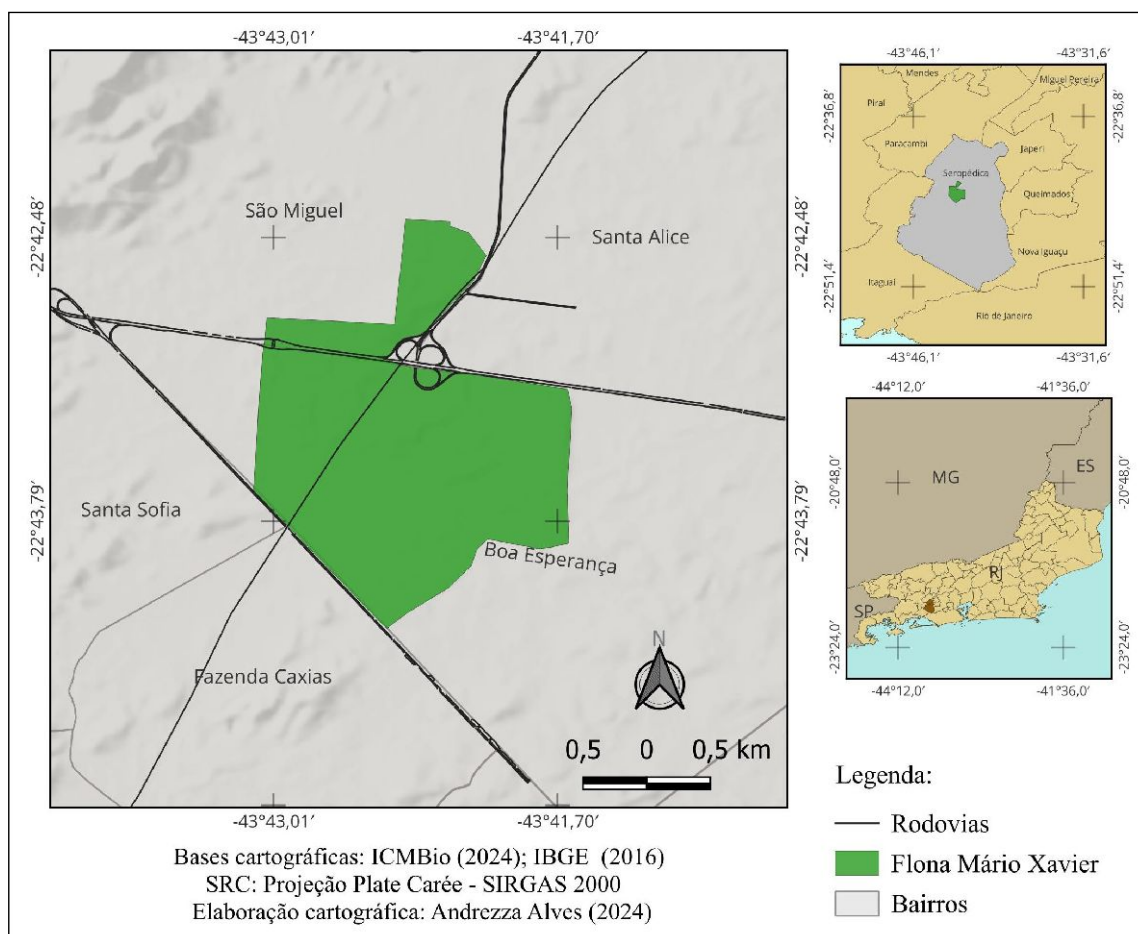 -43°43,01′
-43°41,70′
-22°42,48′
-22°42,48′
-22°43,79′
-22°43,79′
São Miguel
Santa Alice
Santa Sofia
Boa Esperança
Fazenda Caxias
N
0,5 0 0,5 km
-43°43,01′
-43°41,70′
Bases cartográficas: ICMBio (2024); IBGE (2016)
SRC: Projeção Plate Carée - SIRGAS 2000
Elaboração cartográfica: Andrezza Alves (2024)
-43°46,1′
-43°31,6′
-22°36,8′
-22°36,8′
-22°51,4′
-22°51,4′
Mendes
Miguel Pereira
Piraí
Paracambi
Japeri
Seropédica
Queimados
Nova Iguaçu
Itaguaí
Rio de Janeiro
-43°46,1′
-43°31,6′
-44°12,0′
-41°36,0′
-20°48,0′
-20°48,0′
MG
ES
RJ
SP
-23°24,0′
-23°24,0′
-44°12,0′
-41°36,0′
Legenda:
Rodovias
Flona Mário Xavier
Bairros